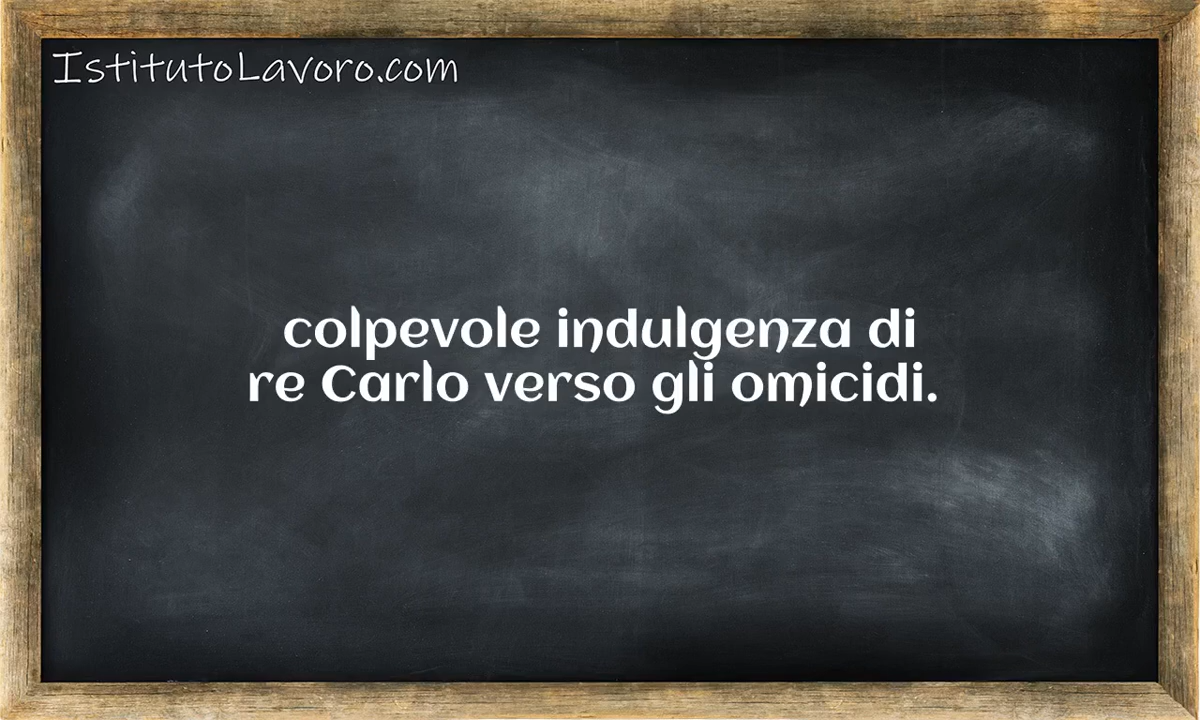 IstitutoLavoro.com
colpevole indulgenza di
re Carlo verso gli omicidi.